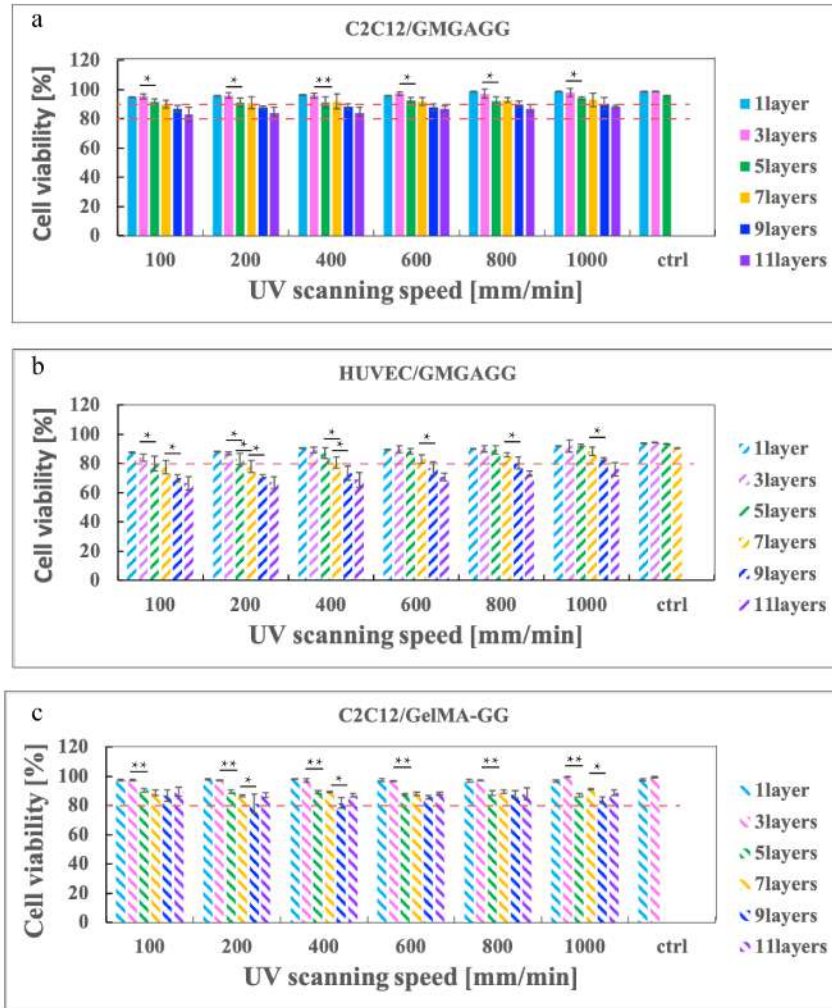 a
C2C12/GMGAGG
Cell viability [%]
120
100
80
60
40
20
0
* * ** * * *
100 200 400 600 800 1000 ctrl
UV scanning speed [mm/min]
1layer
3layers
5layers
7layers
9layers
11layers
b
HUVEC/GMGAGG
Cell viability [%]
120
100
80
60
40
20
0
* * * * * * * * * *
100 200 400 600 800 1000 ctrl
UV scanning speed [mm/min]
1layer
3layers
5layers
7layers
9layers
11layers
c
C2C12/GelMA-GG
Cell viability [%]
120
100
80
60
40
20
0
** ** * ** * ** ** ** *
100 200 400 600 800 1000 ctrl
UV scanning speed [mm/min]
1layer
3layers
5layers
7layers
9layers
11layers